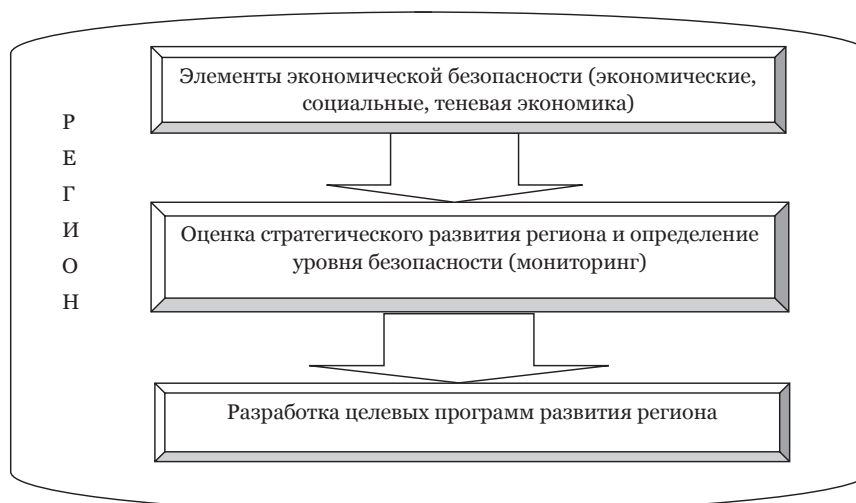 Элементы экономической безопасности (экономические,
социальные, теневая экономика)
Р
Е
Г
И
О
Н
Оценка стратегического развития региона и определение
уровня безопасности (мониторинг)
Разработка целевых программ развития региона